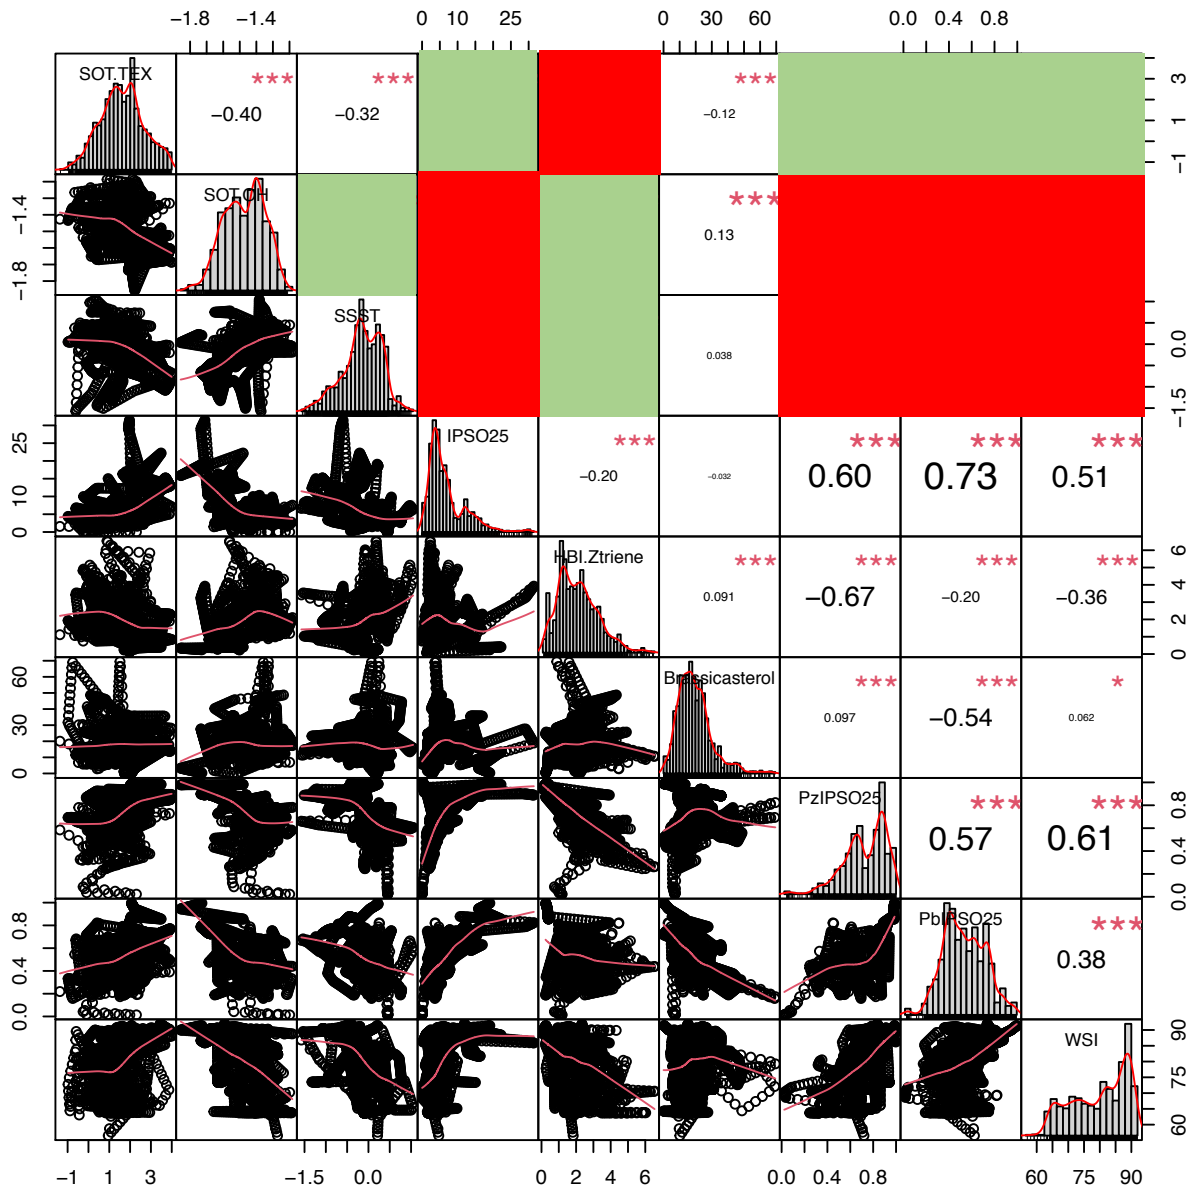 −1.8 −1.4 0 10 25 0 30 60 0.0 0.4 0.8
SOT.TEX *** *** *** 3
−0.40 −0.32 −0.12 1
−1
−1.4 SOT.OH ***
0.13
−1.8
SSST
0.038 0.0
−1.5
25 IPSO25 *** *** *** ***
10 −0.20 −0.032 0.60 0.73 0.51
0
HBI.Ztriene *** *** *** *** 6
0.091 −0.67 −0.20 −0.36 4
2
0
60 Brassicasterol *** *** *
30 0.097 −0.54 0.062
0
PzIPSO25 *** *** 0.8
0.57 0.61 0.4
0.0
0.8 PbIPSO25 ***
0.4 0.38
0.0
WSI 90
75
60
−1 1 3 −1.5 0.0 0 2 4 6 0.0 0.4 0.8 60 75 90